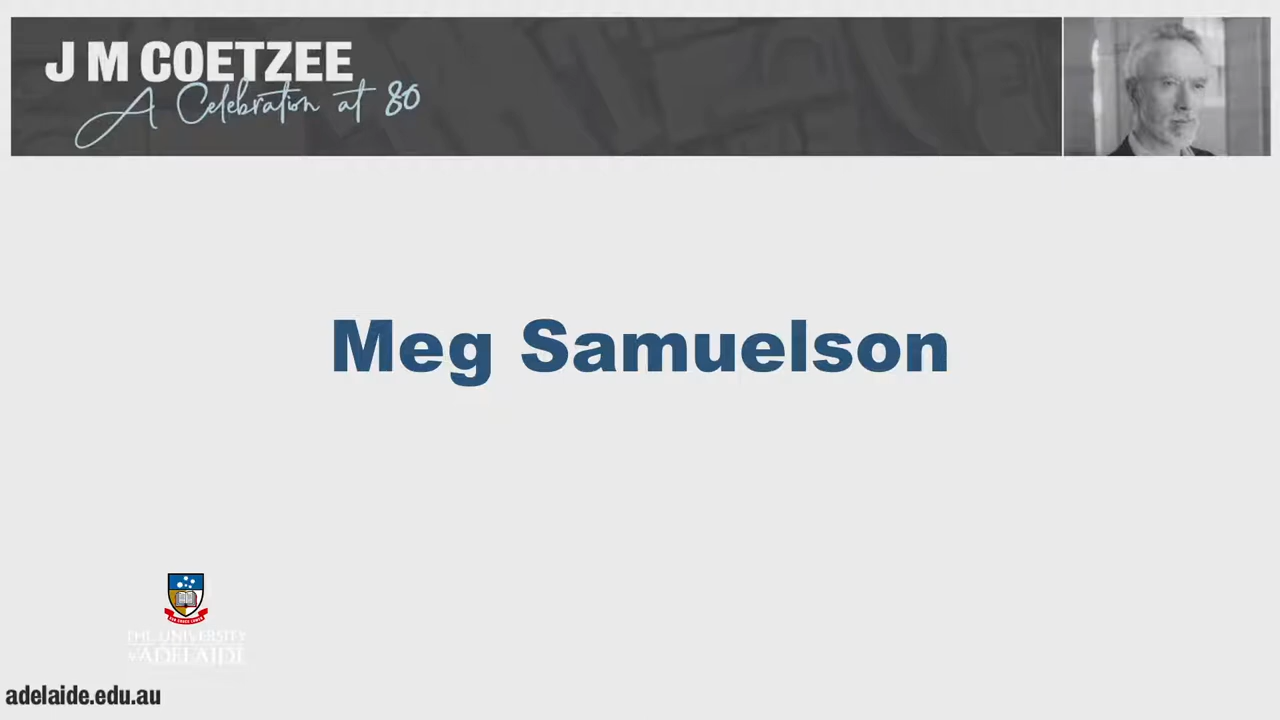 J M COETZEE
A Celebration at 80
Meg Samuelson
THE UNIVERSITY
of ADELAIDE
adelaide.edu.au